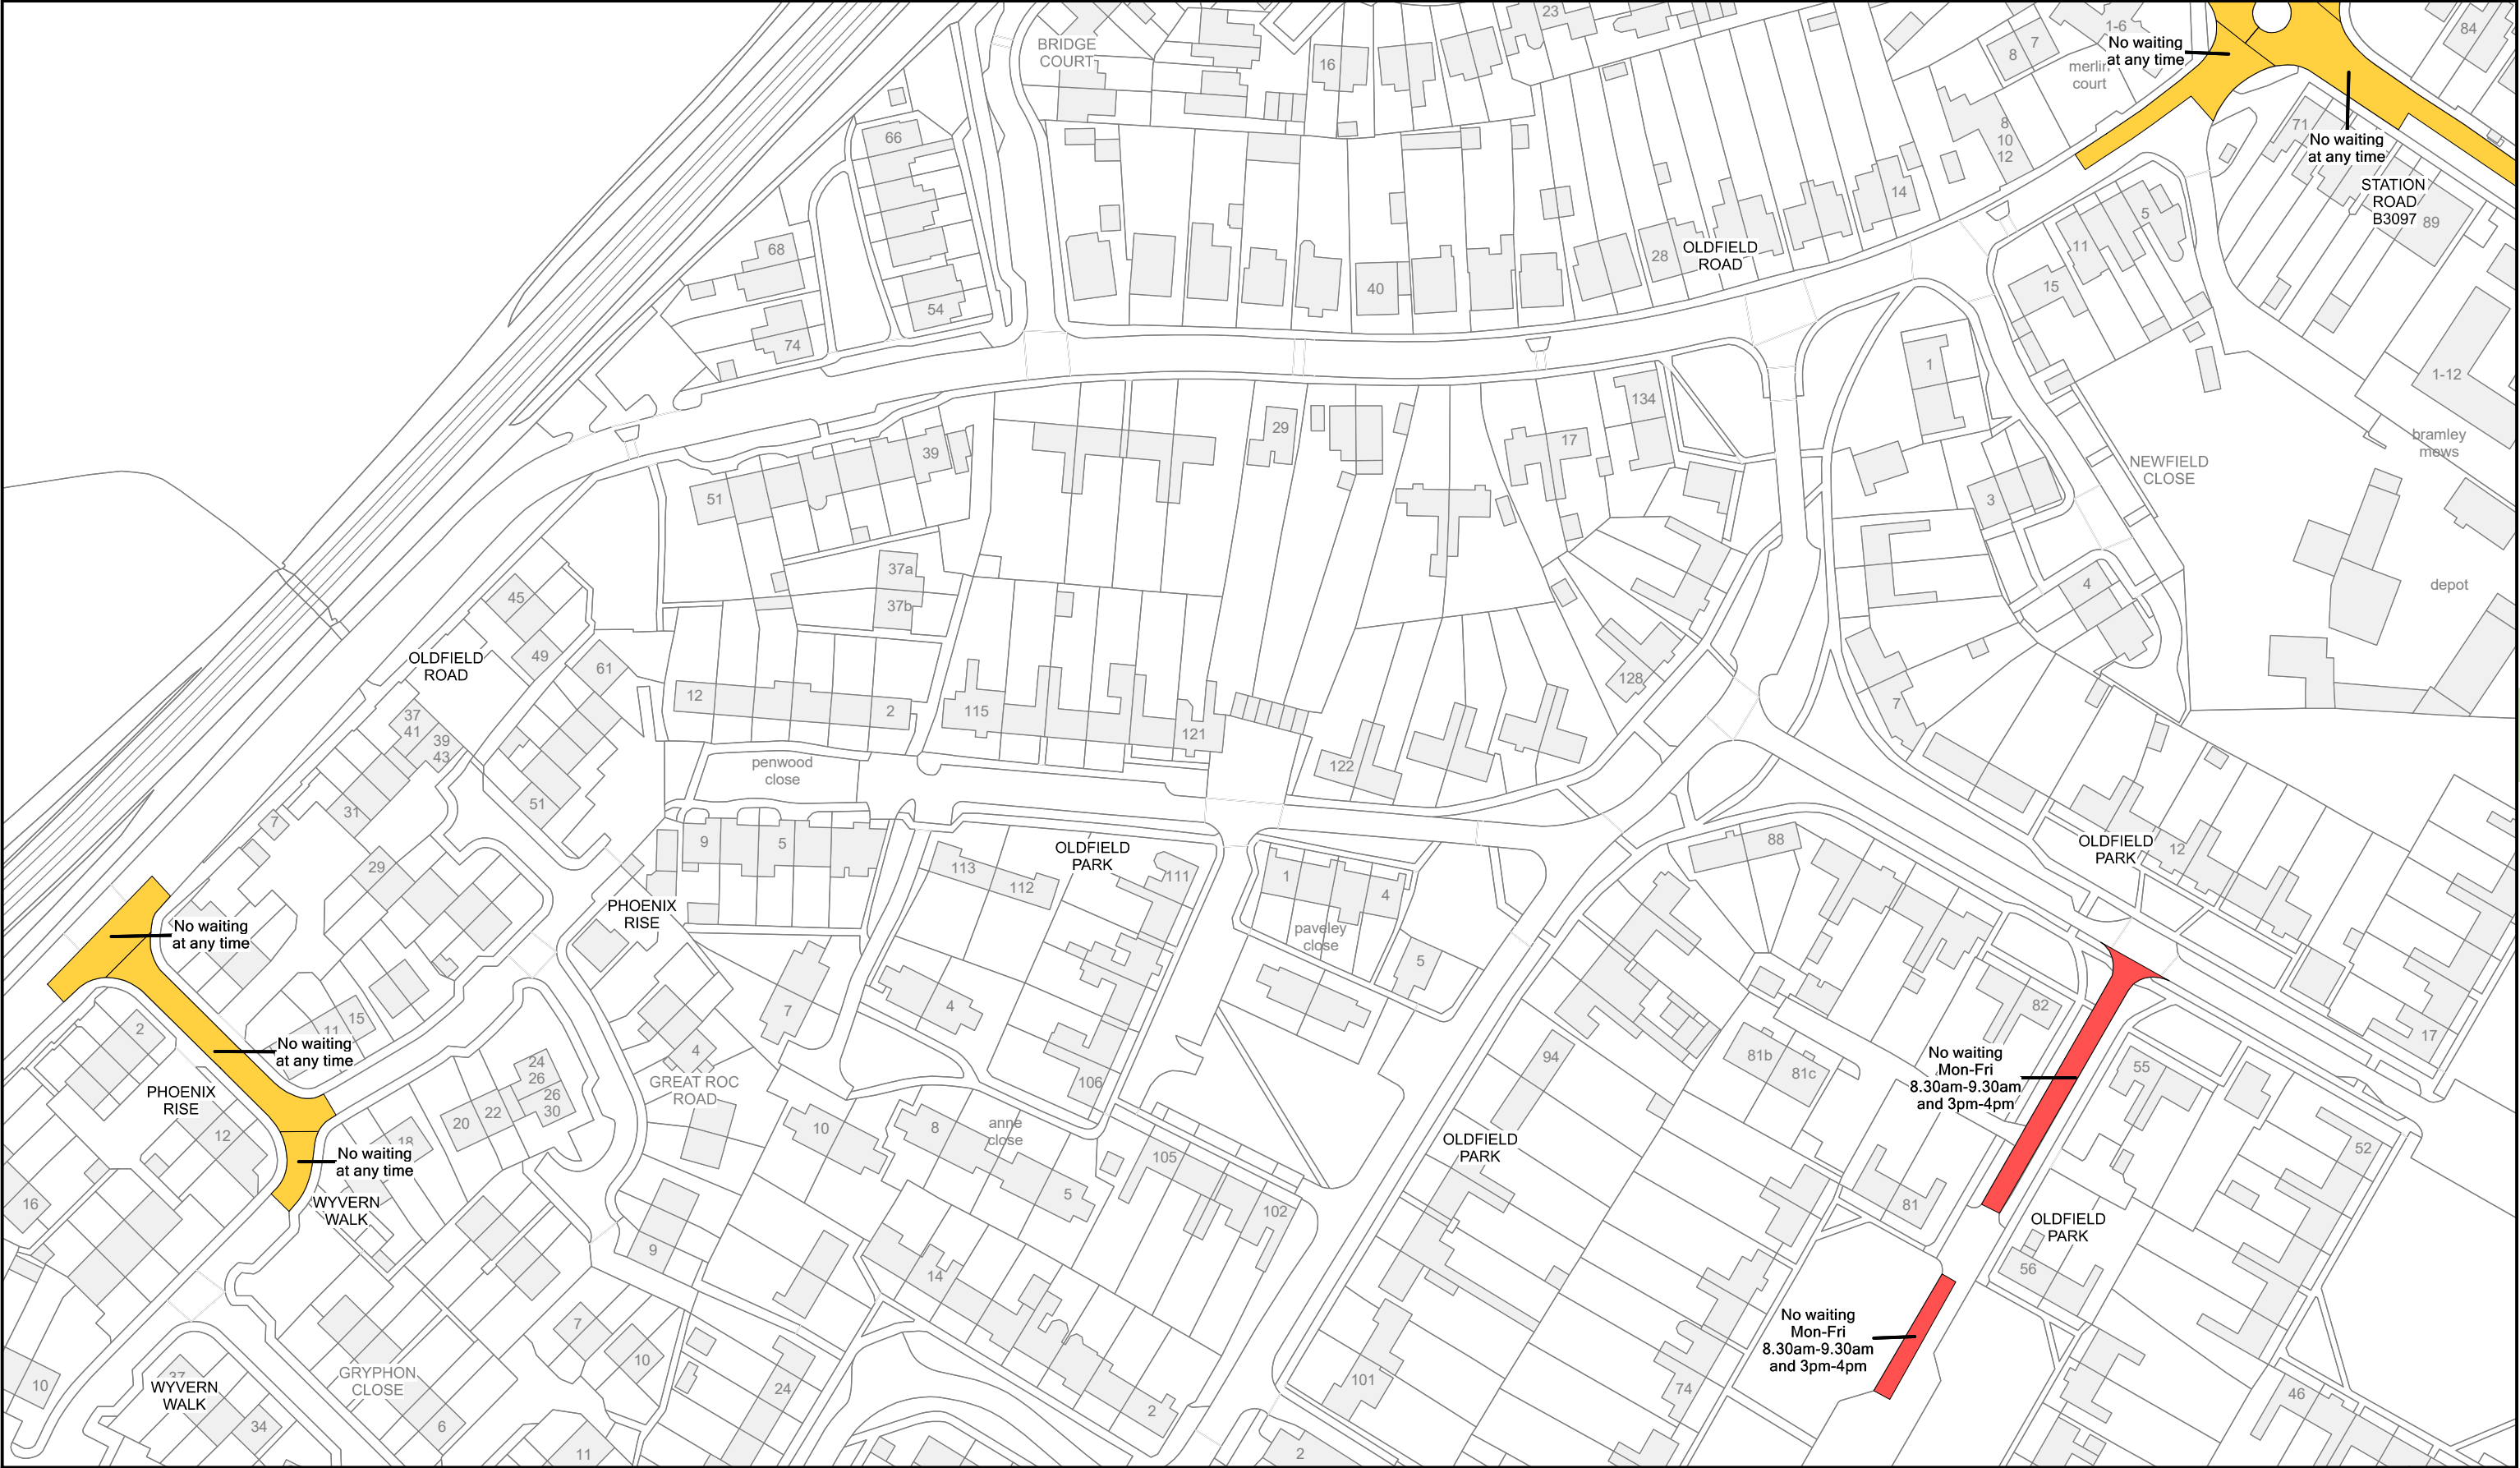 23
84
1-6
No waiting
at any time
BRIDGE
COURT
16
8
7
merlin
court
66
71
No waiting
at any time
8
10
12
STATION
ROAD
B3097
89
14
5
11
15
68
54
74
40
28
OLDFIELD
ROAD
1
1-12
134
29
17
39
51
bramley
mews
NEWFIELD
CLOSE
3
37a
37b
45
49
4
depot
OLDFIELD
ROAD
61
12
2
115
121
128
7
37
41
39
43
122
penwood
close
51
31
7
9
5
88
OLDFIELD
PARK
12
OLDFIELD
PARK
29
113
112
111
1
4
PHOENIX
RISE
paveley
close
5
No waiting
at any time
7
4
82
17
2
11
15
No waiting
at any time
4
GREAT ROC
ROAD
106
94
81b
81c
No waiting
Mon-Fri
8.30am-9.30am
and 3pm-4pm
55
24
26
26
30
PHOENIX
RISE
20
22
12
18
No waiting
at any time
10
8
anne
close
5
105
102
OLDFIELD
PARK
52
81
16
WYVERN
WALK
9
14
OLDFIELD
PARK
56
7
10
No waiting
Mon-Fri
8.30am-9.30am
and 3pm-4pm
10
37
WYVERN
WALK
34
GRYPHON
CLOSE
6
11
24
2
2
101
74
46